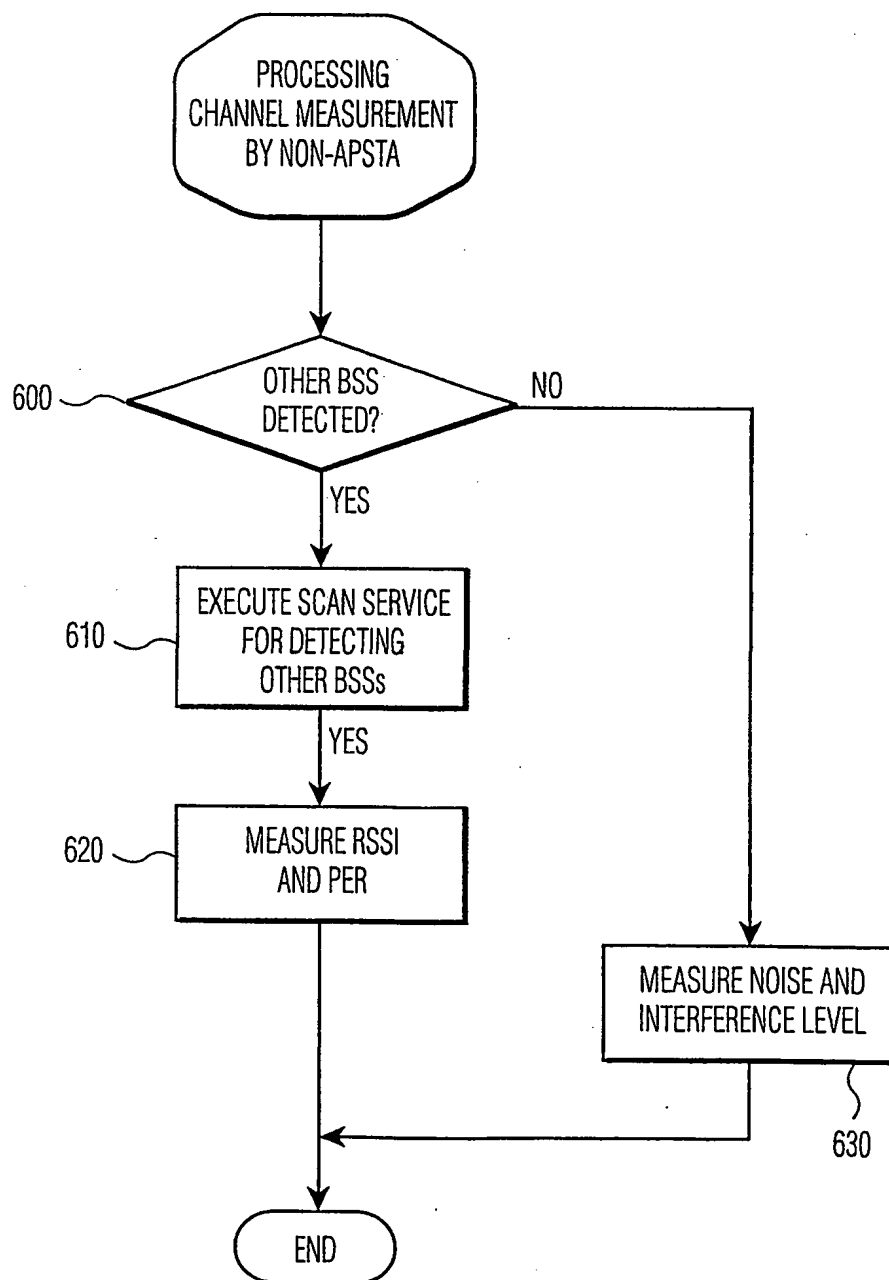 PROCESSING
CHANNEL MEASUREMENT
BY NON-APSTA
600
OTHER BSS
DETECTED?
NO
YES
610
EXECUTE SCAN SERVICE
FOR DETECTING
OTHER BSSs
YES
620
MEASURE RSSI
AND PER
MEASURE NOISE AND
INTERFERENCE LEVEL
630
END